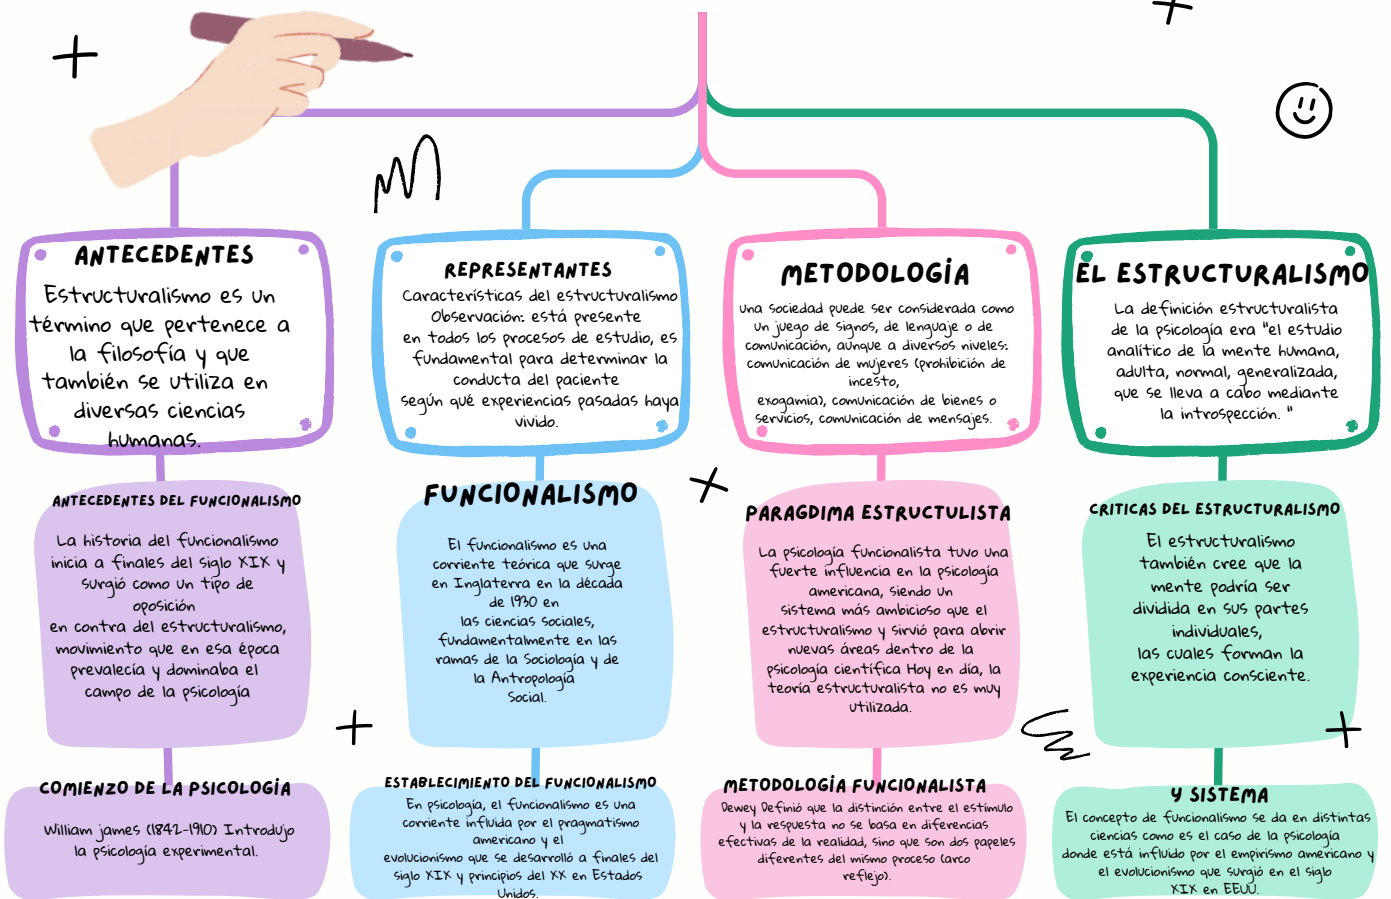 ANTECEDENTES
Estructuralismo es un
término que pertenece a
la filosofía y que
también se utiliza en
diversas ciencias
humanas.
REPRESENTANTES
Características del estructuralismo
Observación: está presente
en todos los procesos de estudio, es
fundamental para determinar la
conducta del paciente
según qué experiencias pasadas haya
vivido.
METODOLOGÍA
una sociedad puede ser considerada como
un juego de signos, de lenguaje o de
comunicación, aunque a diversos niveles:
comunicación de mujeres (prohibición de
incesto,
exogamia), comunicación de bienes o
servicios, comunicación de mensajes.
EL ESTRUCTURALISMO
La definición estructuralista
de la psicología era "el estudio
analítico de la mente humana,
adulta, normal, generalizada,
que se lleva a cabo mediante
la introspección. "
ANTECEDENTES DEL FUNCIONALISMO
La historia del funcionalismo
inicia a finales del siglo XIX y
surgió como un tipo de
oposición
en contra del estructuralismo,
movimiento que en esa época
prevalecía y dominaba el
campo de la psicología
FUNCIONALISMO
El funcionalismo es una
corriente teórica que surge
en Inglaterra en la década
de 1930 en
las ciencias sociales,
fundamentalmente en las
ramas de la Sociología y de
la Antropología
Social.
PARAGDIMA ESTRUCTULISTA
La psicología funcionalista tuvo una
fuerte influencia en la psicología
americana, siendo un
sistema más ambicioso que el
estructuralismo y sirvió para abrir
nuevas áreas dentro de la
psicología científica Hoy en día, la
teoría estructuralista no es muy
utilizada.
CRITICAS DEL ESTRUCTURALISMO
El estructuralismo
también cree que la
mente podría ser
dividida en sus partes
individuales,
las cuales forman la
experiencia consciente.
COMIENZO DE LA PSICOLOGÍA
William james (1842-1910) Introdujo
la psicología experimental.
ESTABLECIMIENTO DEL FUNCIONALISMO
En psicología, el funcionalismo es una
corriente influida por el pragmatismo
americano y el
evolucionismo que se desarrolló a finales del
siglo XIX y principios del XX en Estados
Unidos.
METODOLOGÍA FUNCIONALISTA
Dewey Definió que la distinción entre el estímulo
y la respuesta no se basa en diferencias
efectivas de la realidad, sino que son dos papeles
diferentes del mismo proceso (arco
reflejo).
Y SISTEMA
El concepto de funcionalismo se da en distintas
ciencias como es el caso de la psicología
donde está influido por el empirismo americano y
el evolucionismo que surgió en el siglo
XIX en EEUU.